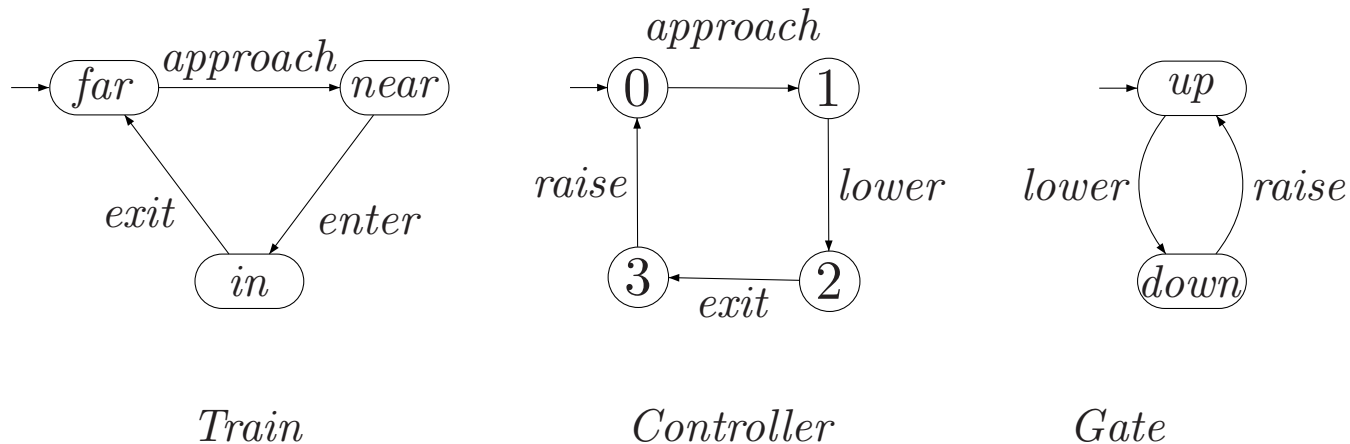 approach
far approach near 0 1 up
raise lower lower raise
exit enter
in 3 exit 2 down
Train Controller Gate